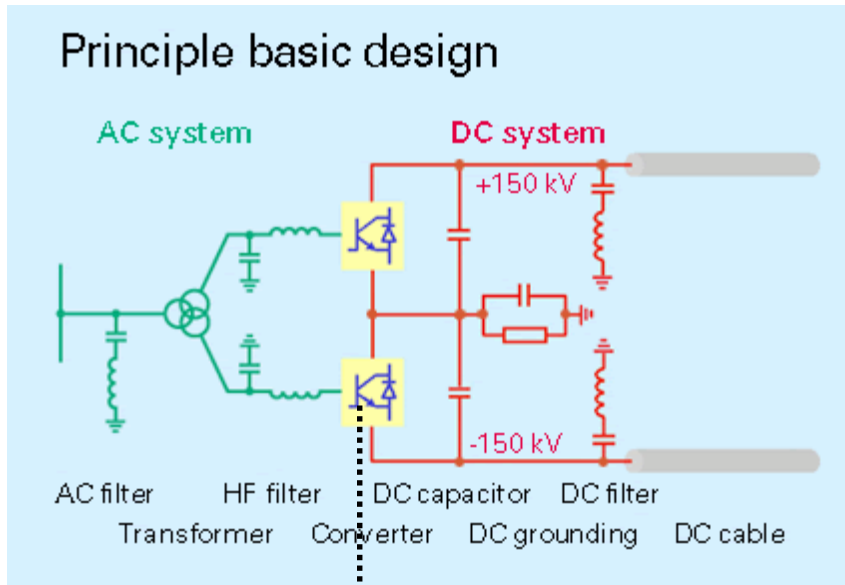 Principle basic design
AC system
DC system
+150 kV
-150 kV
AC filter HF filter DC capacitor DC filter
Transformer Converter DC grounding DC cable